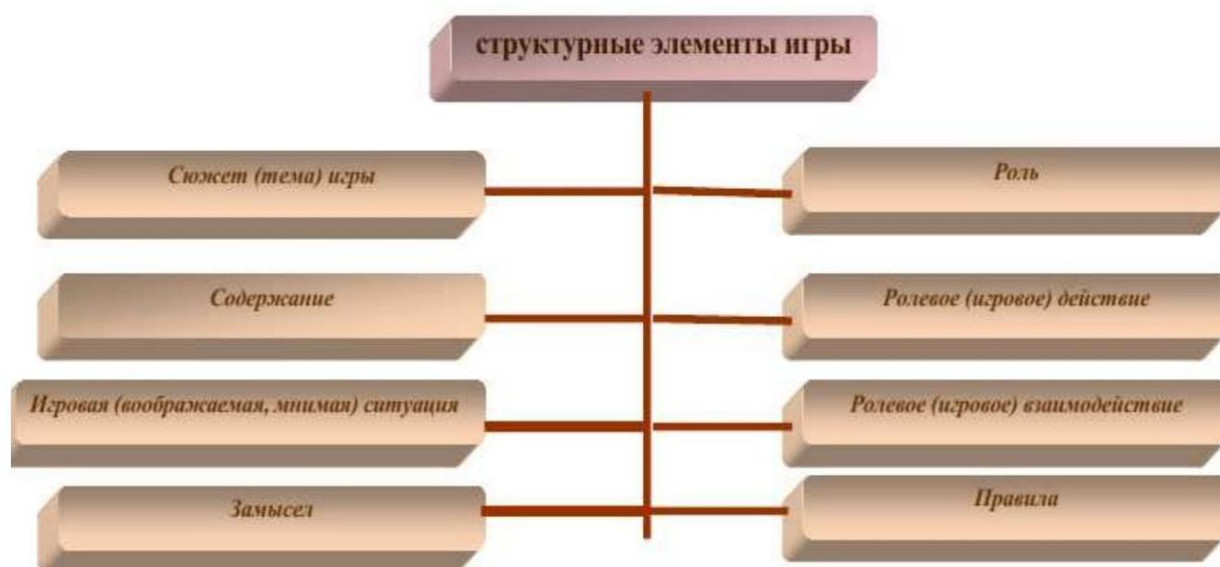 структурные элементы игры
Сюжет (тема) игры
Содержание
Игровая (воображаемая, мнимая) ситуация
Замысел
Роль
Ролевое (игровое) действие
Ролевое (игровое) взаимодействие
Правила